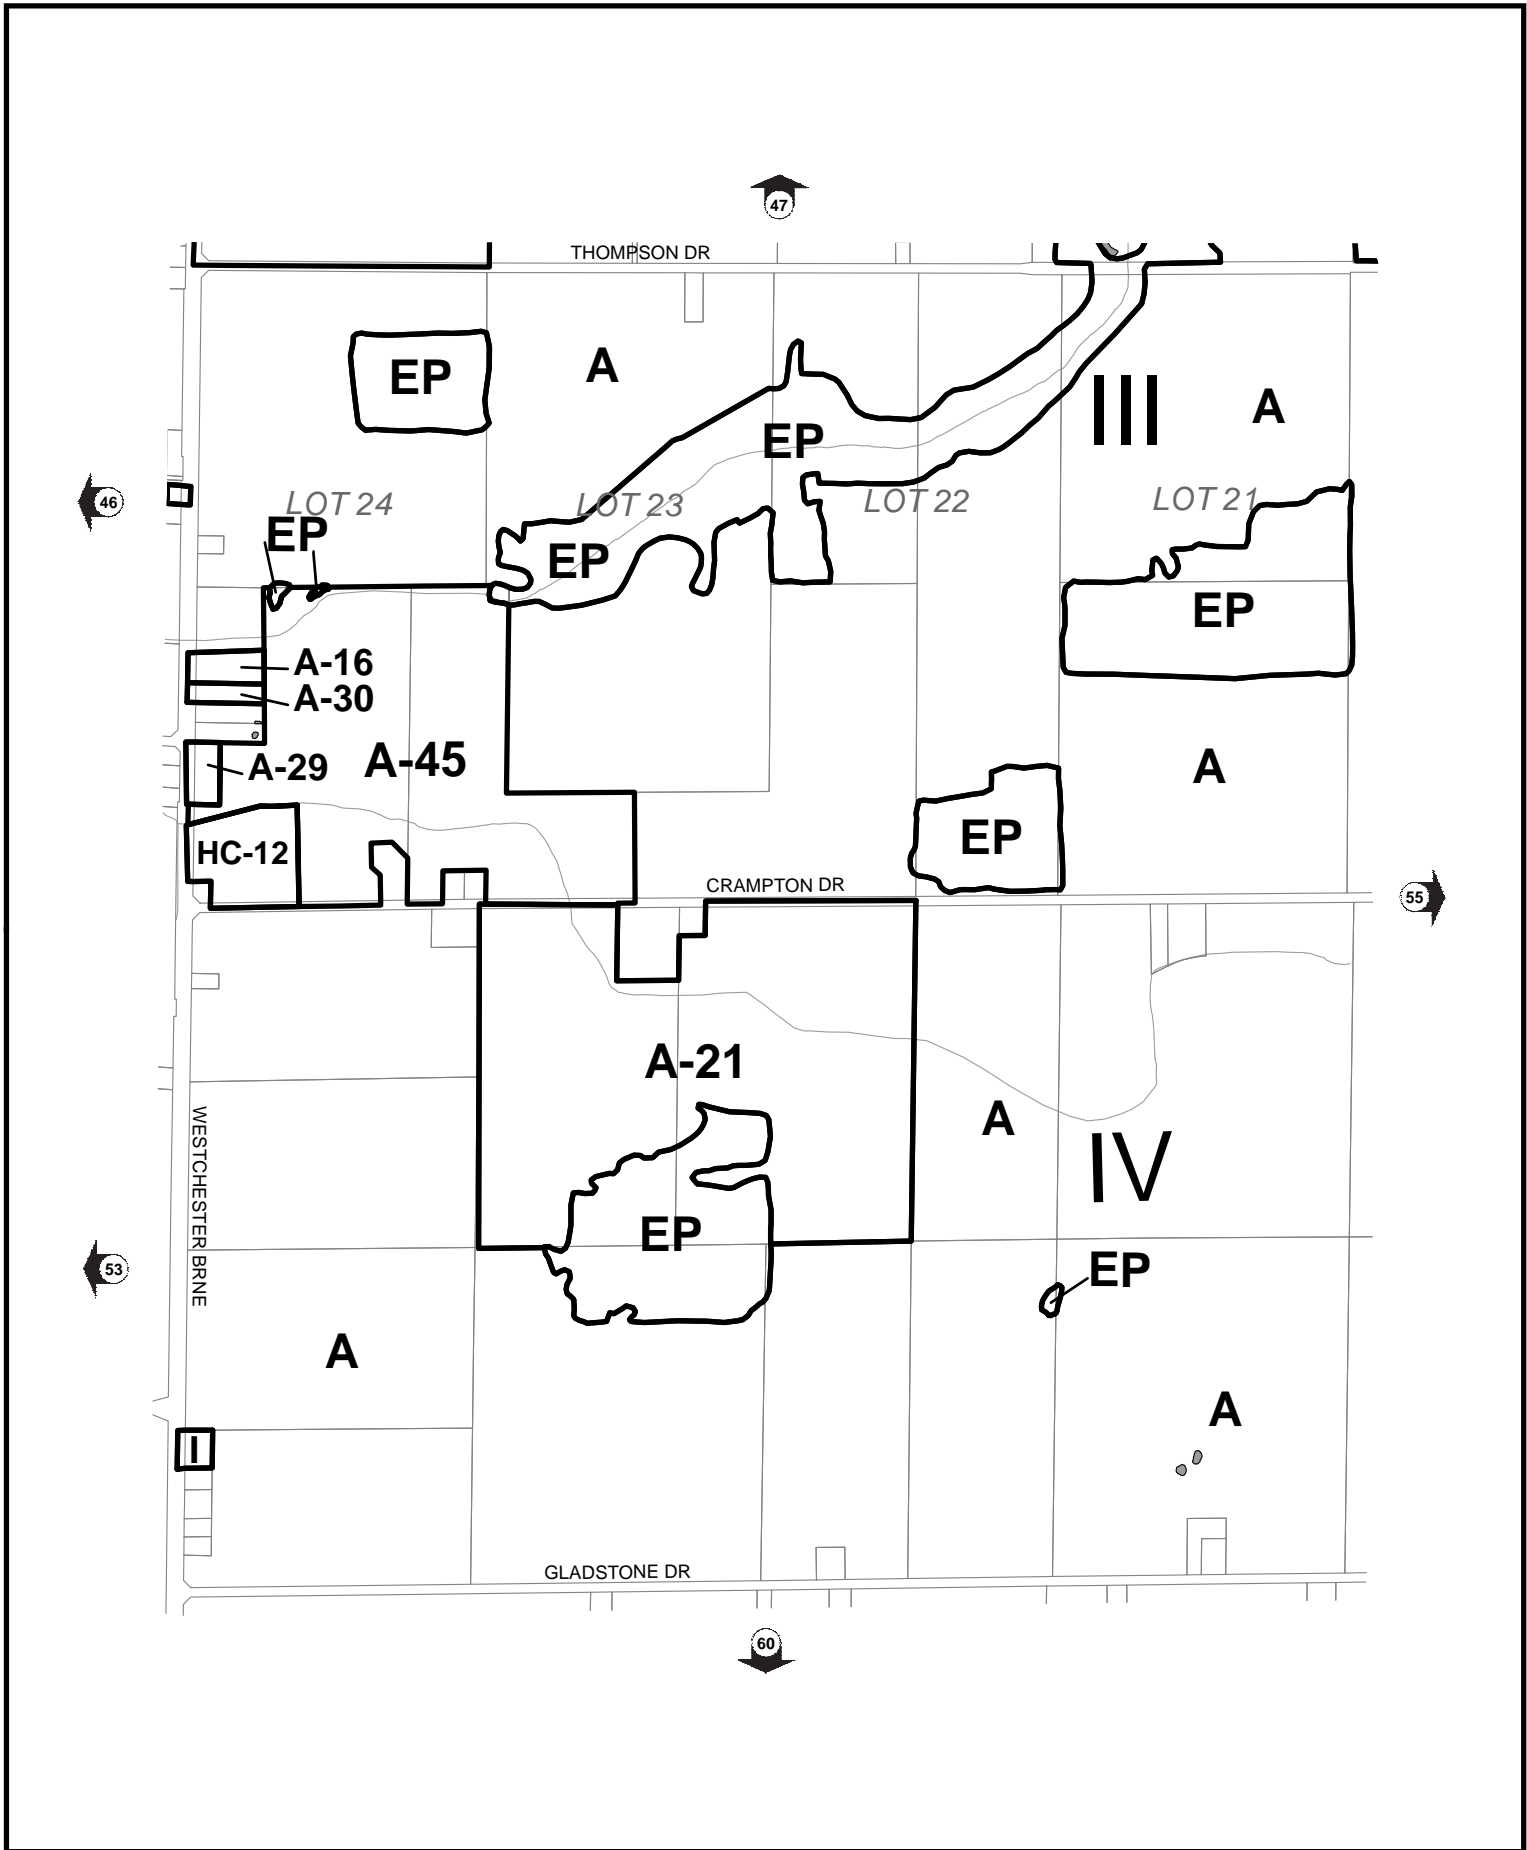 47
THOMPSON DR
A
EP
III
A
EP
46
LOT 24
LOT 23
LOT 22
LOT 21
EP
EP
EP
A-16
A-30
A-29
A-45
A
HC-12
EP
CRAMPTON DR
55
A-21
A
IV
WESTCHESTER BRNE
EP
53
EP
A
A
I
GLADSTONE DR
60